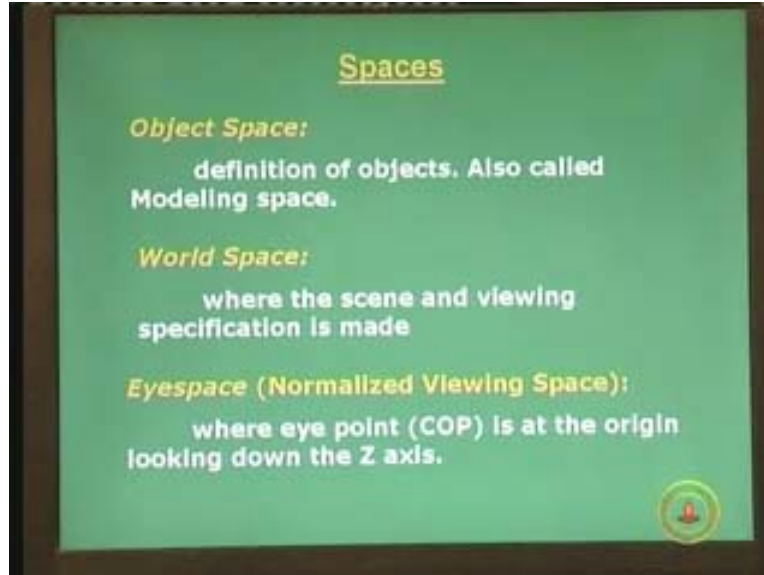 Spaces
Object Space:
definition of objects. Also called
Modeling space.
World Space:
where the scene and viewing
specification is made
Eyespace (Normalized Viewing Space):
where eye point (COP) is at the origin
looking down the Z axis.